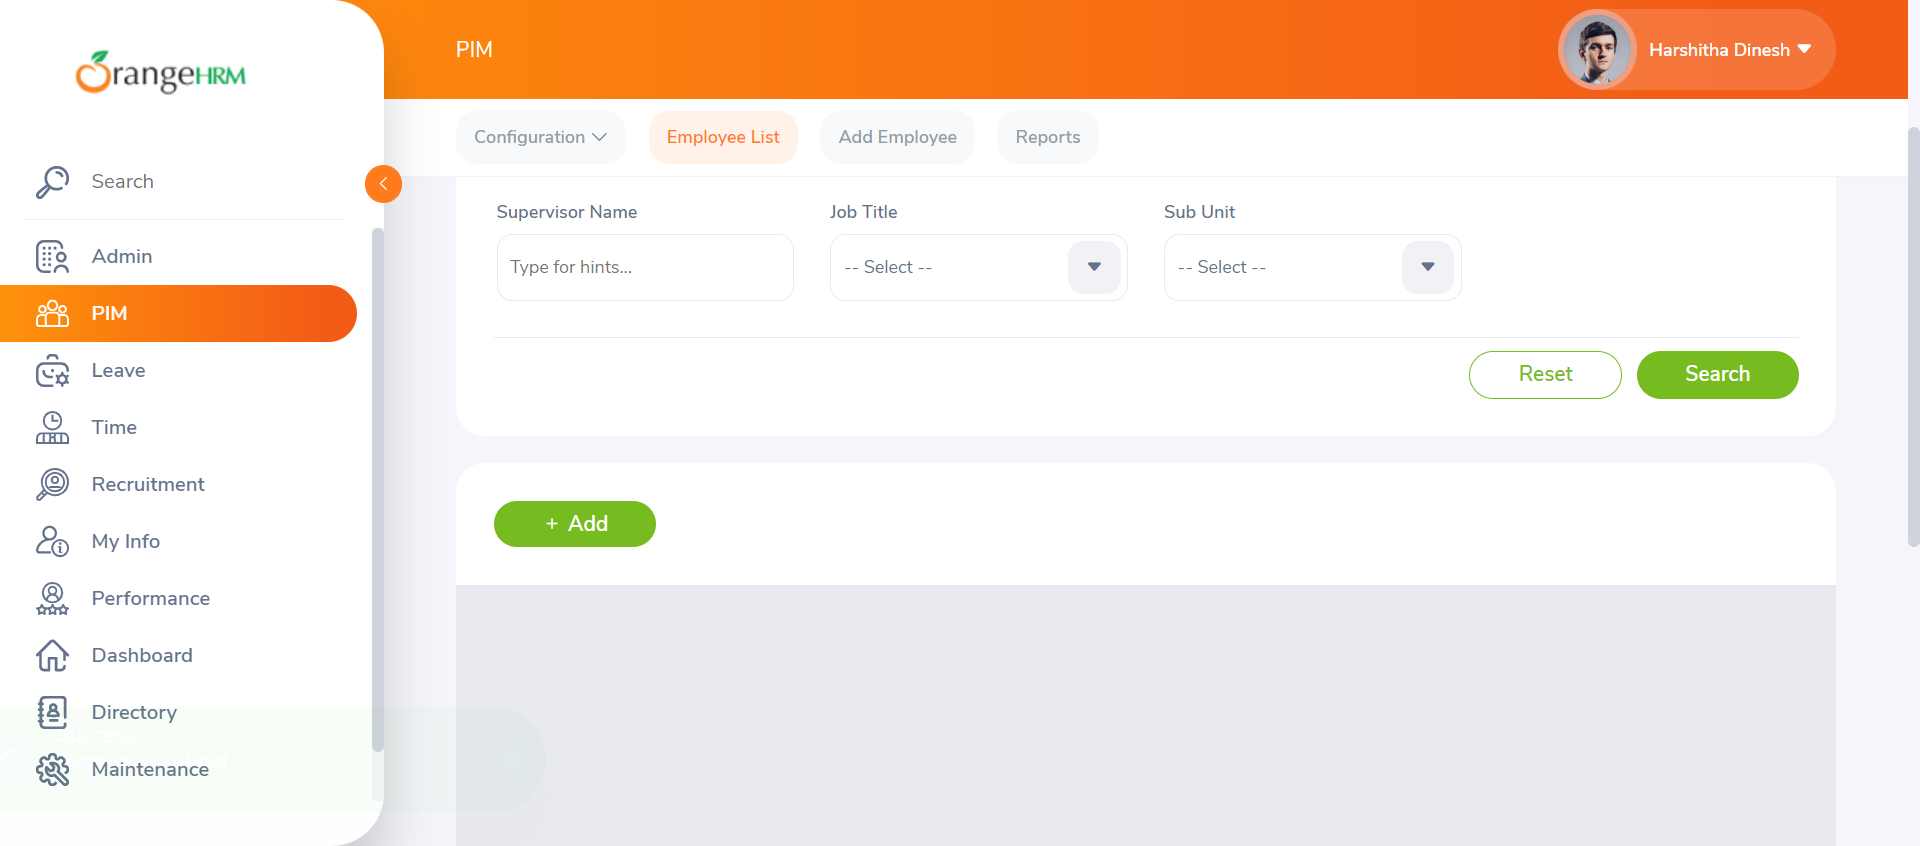 OrangeHRM
PIM
Harshitha Dinesh
Configuration
Employee List
Add Employee
Reports
Search
Admin
PIM
Leave
Time
Recruitment
My Info
Performance
Dashboard
Directory
Success
Maintenance
Supervisor Name
Job Title
Sub Unit
Type for hints...
-- Select --
-- Select --
Reset
Search
+ Add